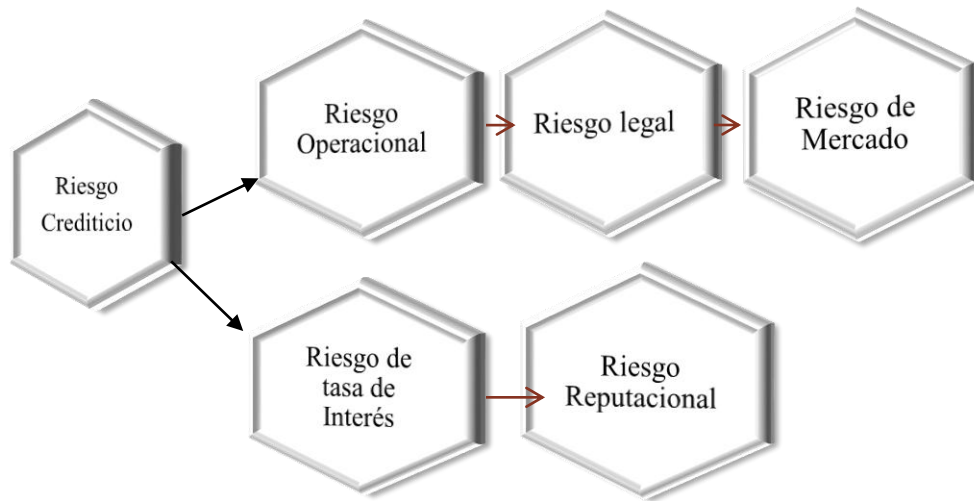 Riesgo
Crediticio
Riesgo
Operacional
Riesgo legal
Riesgo de
Mercado
Riesgo de
tasa de
Interés
Riesgo
Reputacional